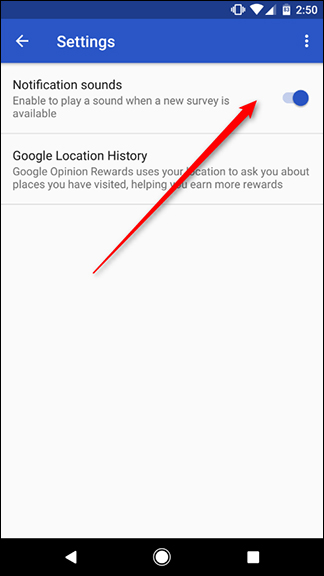 2:50
Settings
Notification sounds
Enable to play a sound when a new survey is
available
Google Location History
Google Opinion Rewards uses your location to ask you about
places you have visited, helping you earn more rewards